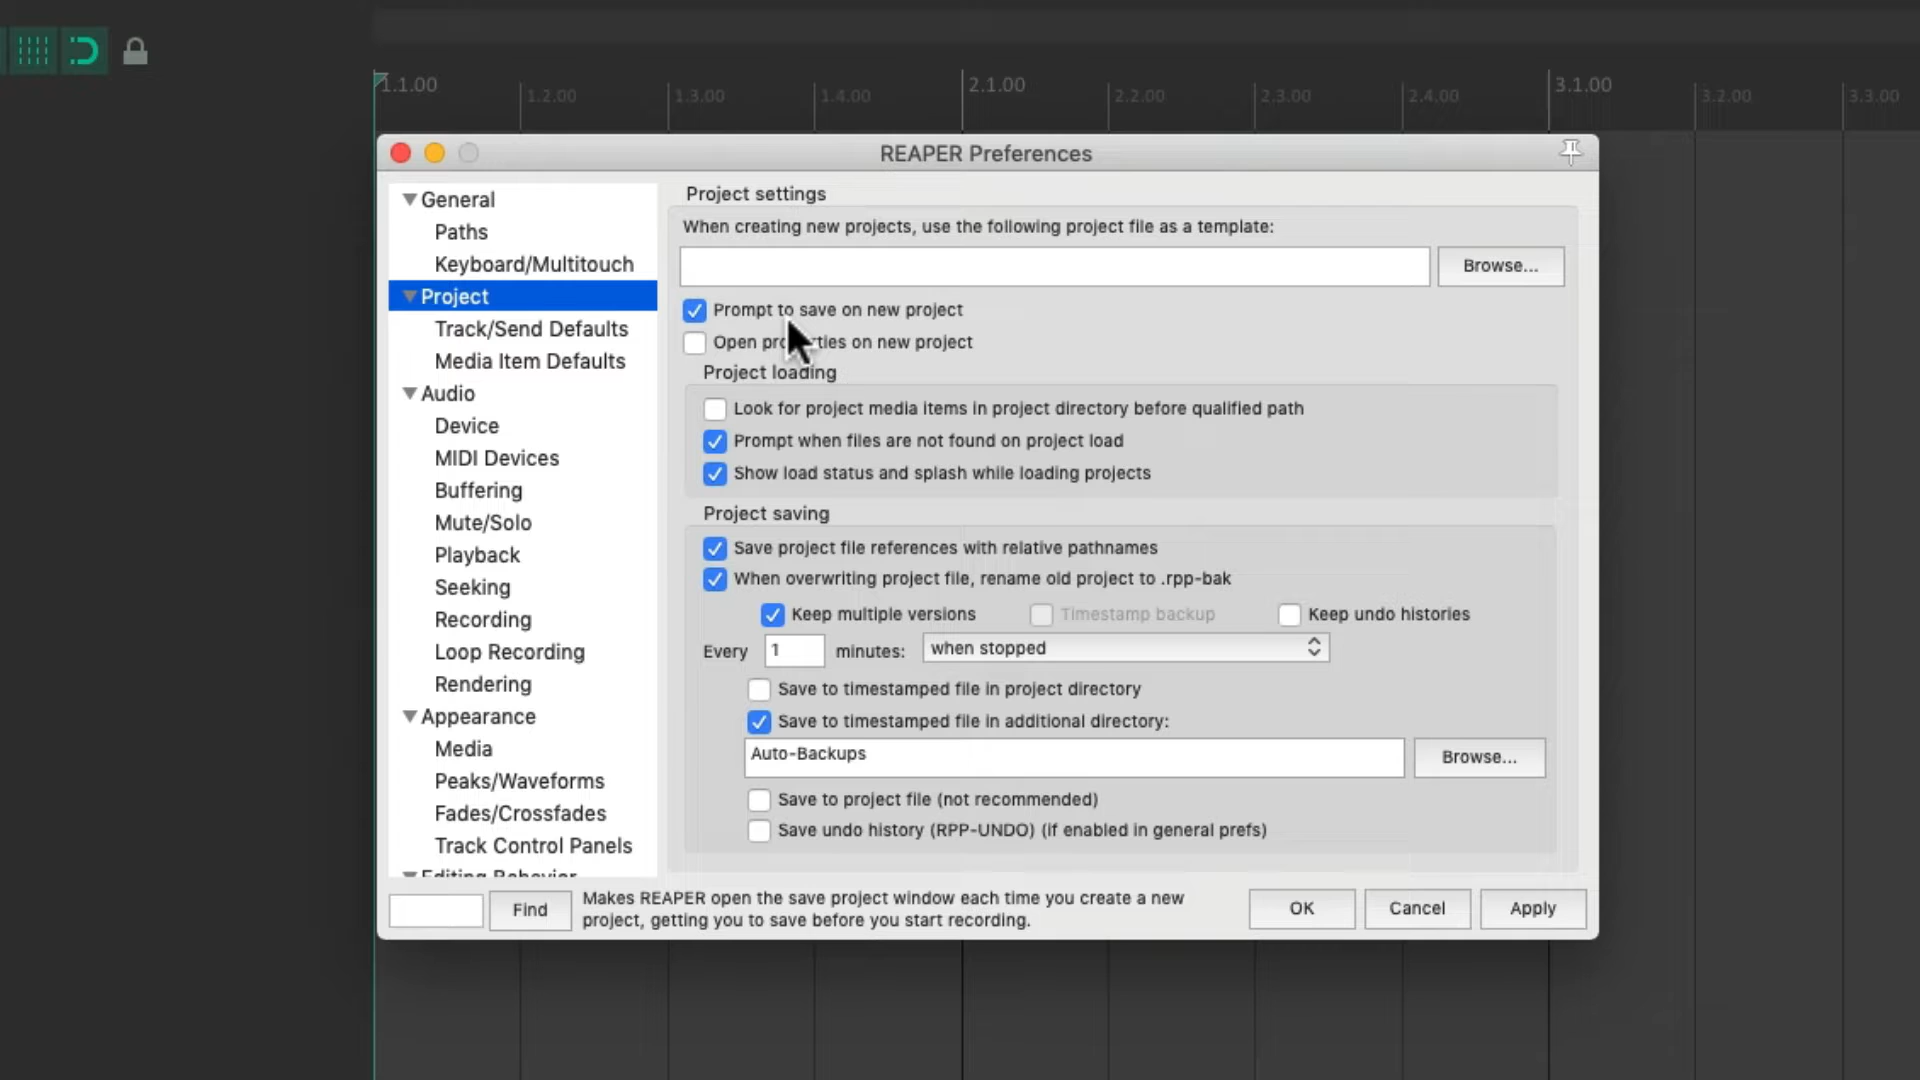 1.1.00
1.2.00
1.3.00
1.4.00
2.1.00
2.2.00
2.3.00
2.4.00
3.1.00
3.2.00
3.3.00
REAPER Preferences
General
Paths
Keyboard/Multitouch
Project
Track/Send Defaults
Media Item Defaults
Audio
Device
MIDI Devices
Buffering
Mute/Solo
Playback
Seeking
Recording
Loop Recording
Rendering
Appearance
Media
Peaks/Waveforms
Fades/Crossfades
Track Control Panels
Editing Behavior
Find
Project settings
When creating new projects, use the following project file as a template:
Browse...
Prompt to save on new project
Open properties on new project
Project loading
Look for project media items in project directory before qualified path
Prompt when files are not found on project load
Show load status and splash while loading projects
Project saving
Save project file references with relative pathnames
When overwriting project file, rename old project to .rpp-bak
Keep multiple versions
Timestamp backup
Keep undo histories
Every 1 minutes: when stopped
Save to timestamped file in project directory
Save to timestamped file in additional directory:
Auto-Backups
Browse...
Save to project file (not recommended)
Save undo history (RPP-UNDO) (if enabled in general prefs)
Makes REAPER open the save project window each time you create a new
project, getting you to save before you start recording.
OK
Cancel
Apply